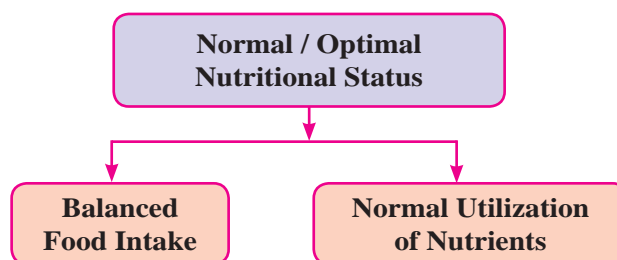 Normal / Optimal
Nutritional Status
Balanced
Food Intake
Normal Utilization
of Nutrients